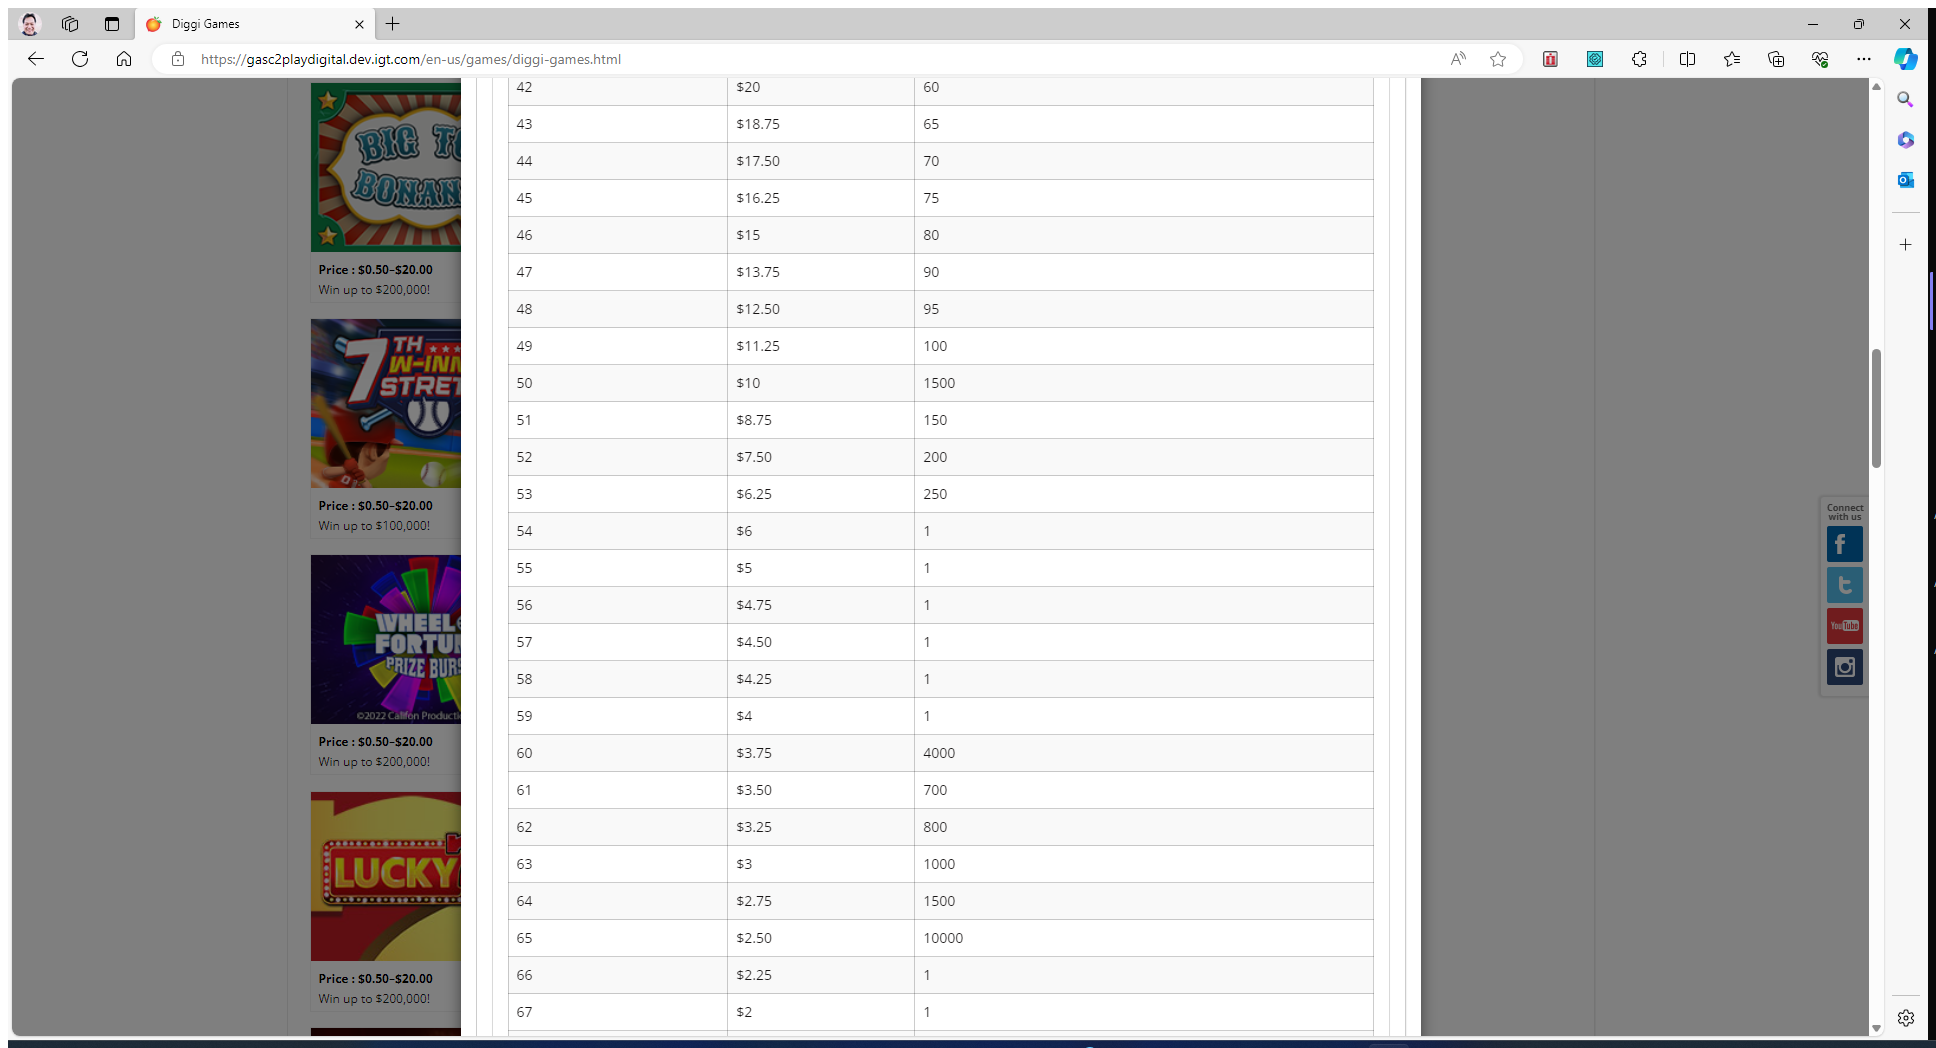 Diggi Games
https://gasc2playdigital.dev.igt.com/en-us/games/diggi-games.html
BIG
BONAN
Price : $0.50-$20.00
Win up to $200,000!
7TH
W-INN
STRET
Price : $0.50-$20.00
Win up to $100,000!
WHEEL
FORTU
PRIZE BURS
©2022 Califon Producti
Price : $0.50-$20.00
Win up to $200,000!
LUCKY
Price : $0.50-$20.00
Win up to $200,000!
42 $20 60
43 $18.75 65
44 $17.50 70
45 $16.25 75
46 $15 80
47 $13.75 90
48 $12.50 95
49 $11.25 100
50 $10 1500
51 $8.75 150
52 $7.50 200
53 $6.25 250
54 $6 1
55 $5 1
56 $4.75 1
57 $4.50 1
58 $4.25 1
59 $4 1
60 $3.75 4000
61 $3.50 700
62 $3.25 800
63 $3 1000
64 $2.75 1500
65 $2.50 10000
66 $2.25 1
67 $2 1
Connect
with us
YouTube